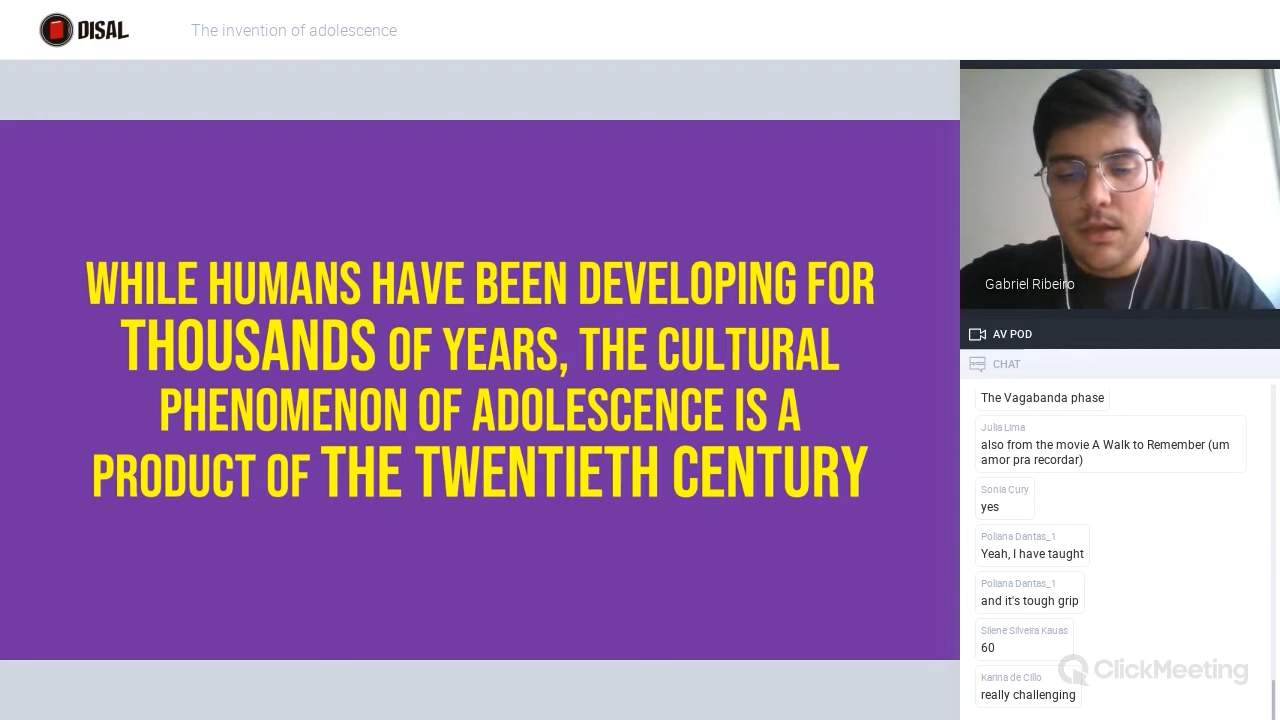 DISAL
The invention of adolescence
WHILE HUMANS HAVE BEEN DEVELOPING FOR
THOUSANDS OF YEARS, THE CULTURAL
PHENOMENON OF ADOLESCENCE IS A
PRODUCT OF THE TWENTIETH CENTURY
Gabriel Ribeiro
AV POD
CHAT
The Vagabanda phase
Julia Lima
also from the movie A Walk to Remember (um
amor pra recordar)
Sonia Cury
yes
Poliana Dantas_1
Yeah, I have taught
Poliana Dantas_1
and it's tough grip
Silene Silveira Kauas
60
Karina de Cillo
really challenging
ClickMeeting